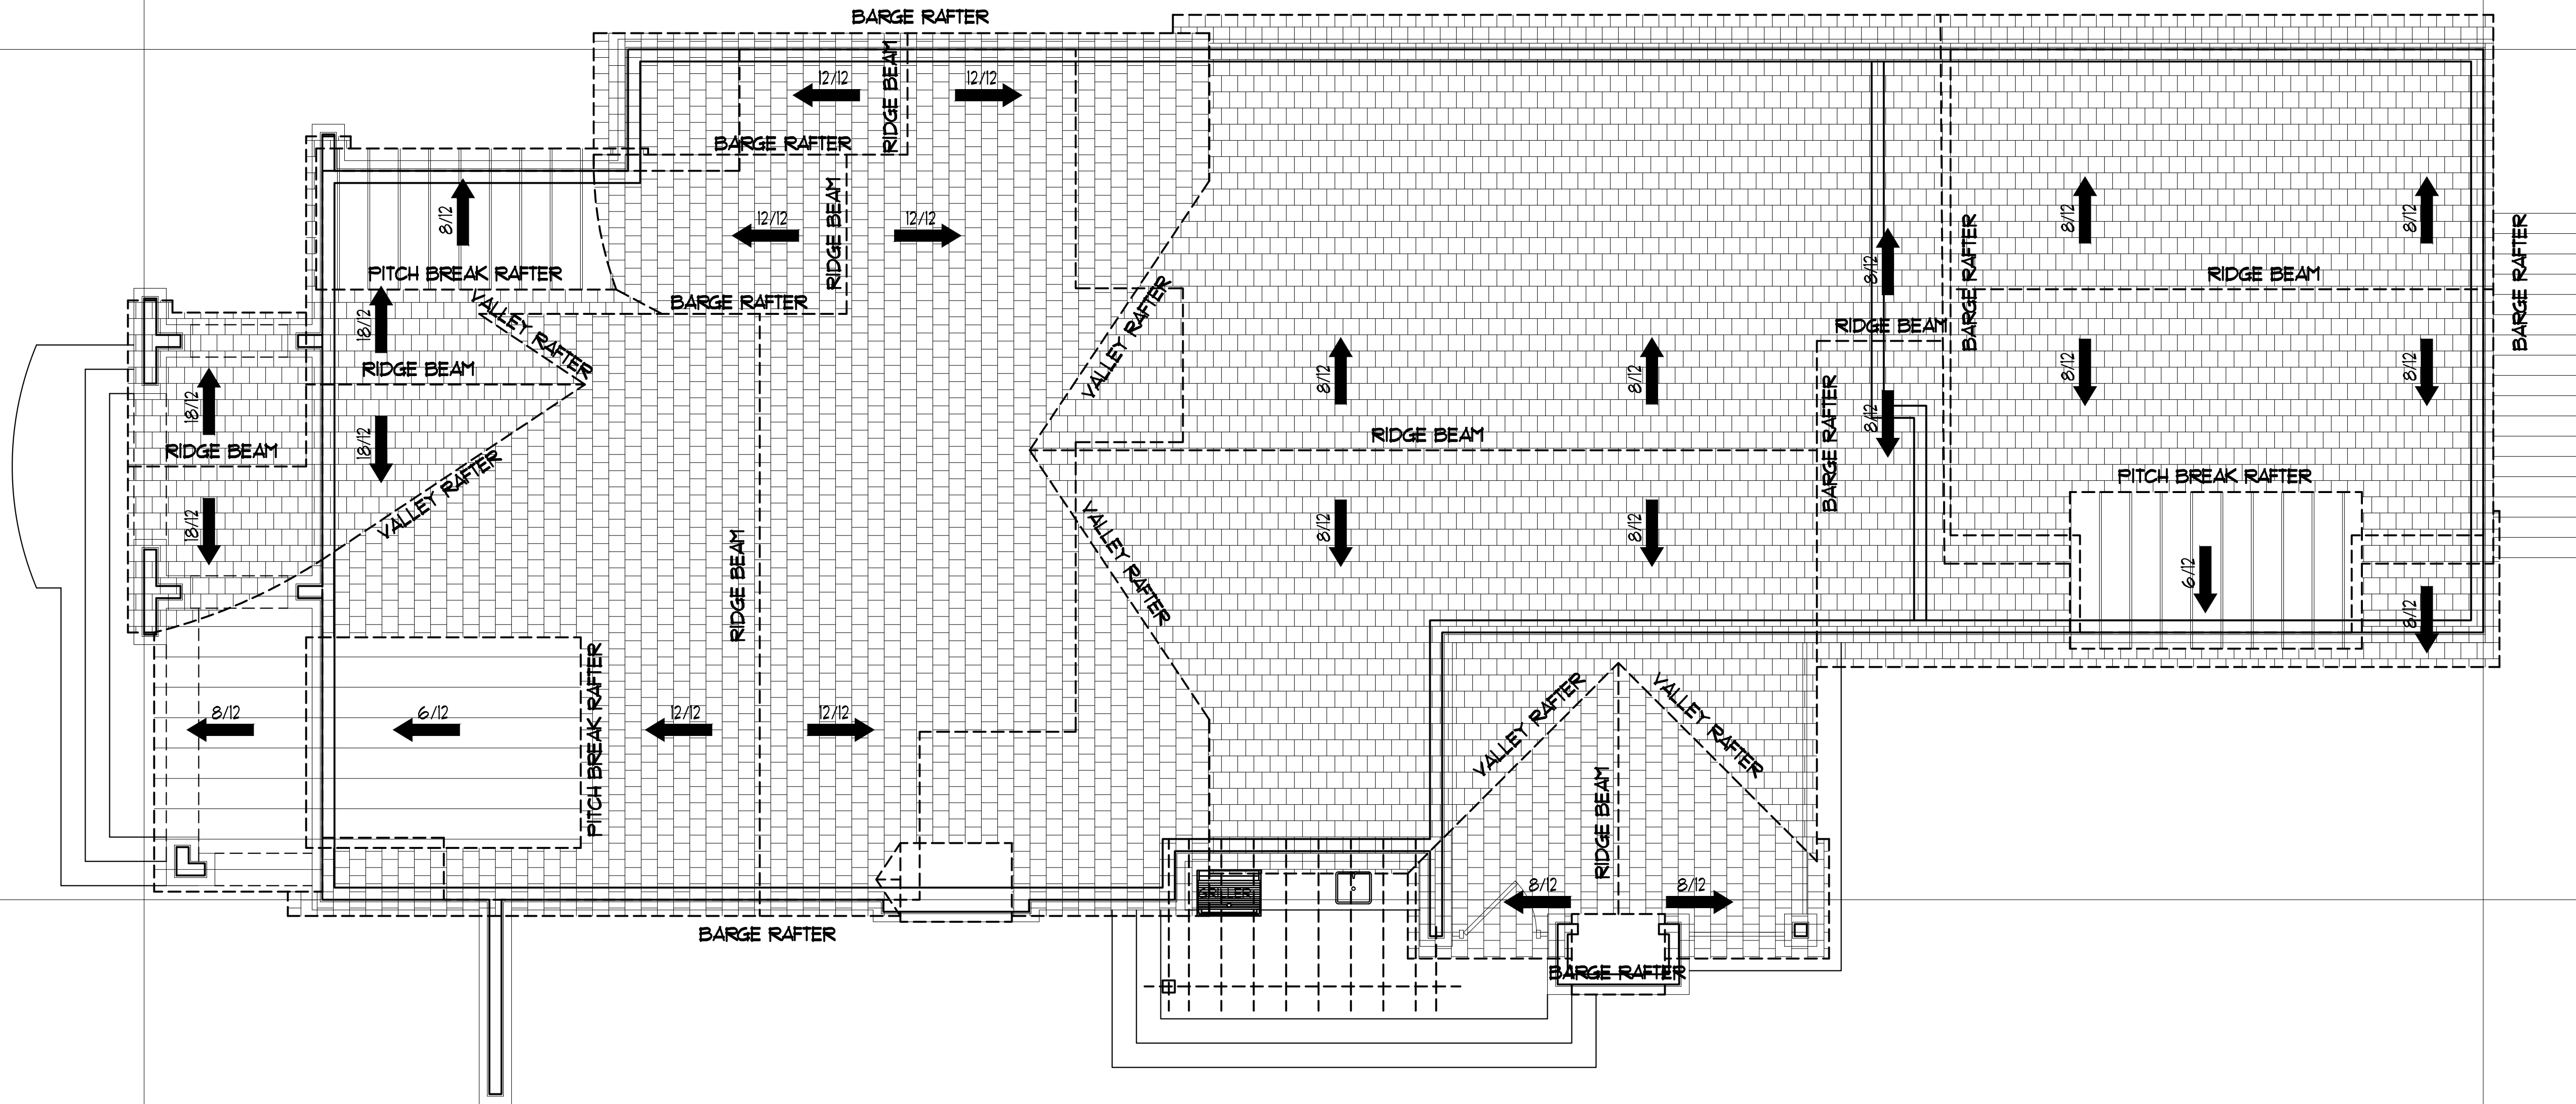 BARGE RAFTER
RIDGE BEAM
12/12
12/12
BARGE RAFTER
RIDGE BEAM
12/12
12/12
8/12
PITCH BREAK RAFTER
BARGE RAFTER
VALLEY RAFTER
18/12
RIDGE BEAM
18/12
18/12
RIDGE BEAM
18/12
VALLEY RAFTER
VALLEY RAFTER
8/12
8/12
RIDGE BEAM
8/12
8/12
VALLEY RAFTER
RIDGE BEAM
8/12
RIDGE BEAM
8/12
BARGE RAFTER
BARGE RAFTER
8/12
8/12
RIDGE BEAM
8/12
8/12
BARGE RAFTER
PITCH BREAK RAFTER
6/12
8/12
8/12
6/12
PITCH BREAK RAFTER
12/12
12/12
VALLEY RAFTER
VALLEY RAFTER
RIDGE BEAM
8/12
8/12
BARGE RAFTER
BARGE RAFTER